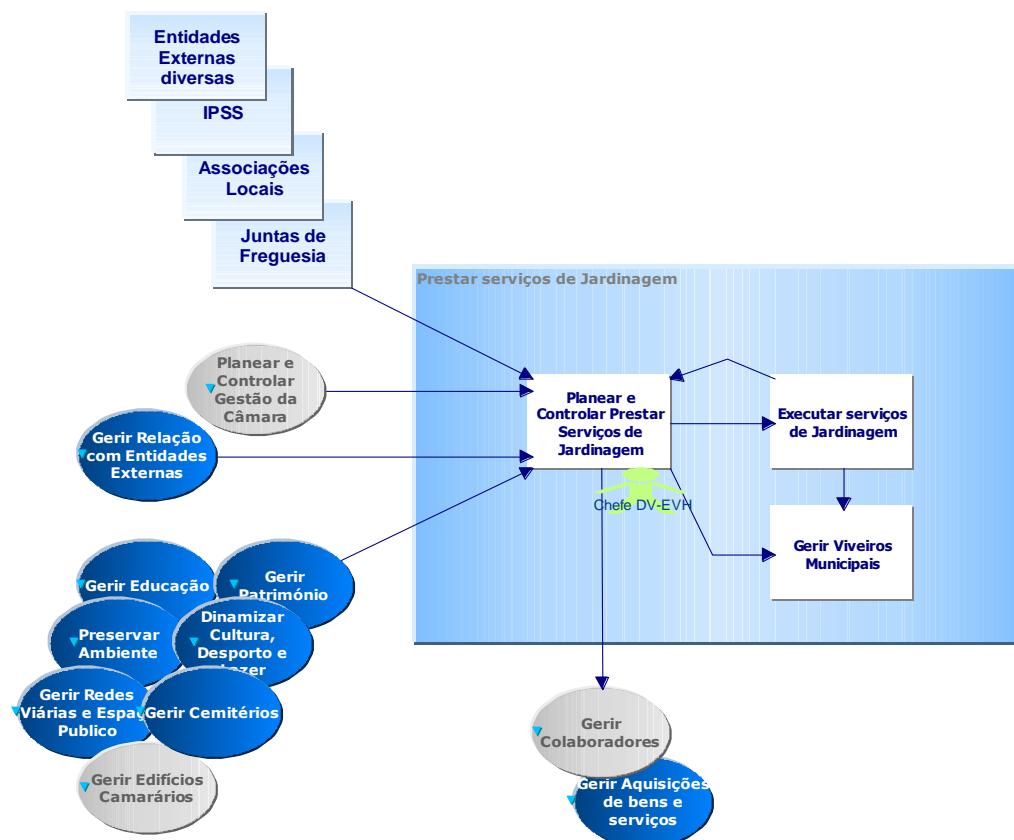 Entidades
Externas
diversas
IPSS
Associações
Locais
Juntas de
Freguesia
Prestar serviços de Jardinagem
Planear e
Controlar
Gestão da
Câmara
Gerir Relação
com Entidades
Externas
Planear e
Controlar Prestar
Serviços de
Jardinagem
Chefe DV-EVH
Executar serviços
de Jardinagem
Gerir Viveiros
Municipais
Gerir Educação
Gerir
Património
Preservar
Ambiente
Dinamizar
Cultura,
Desporto e
Lazer
Gerir Redes
Viárias e
Publico
Gerir Cemitérios
Gerir Edifícios
Camarários
Gerir
Colaboradores
Gerir Aquisições
de bens e
serviços